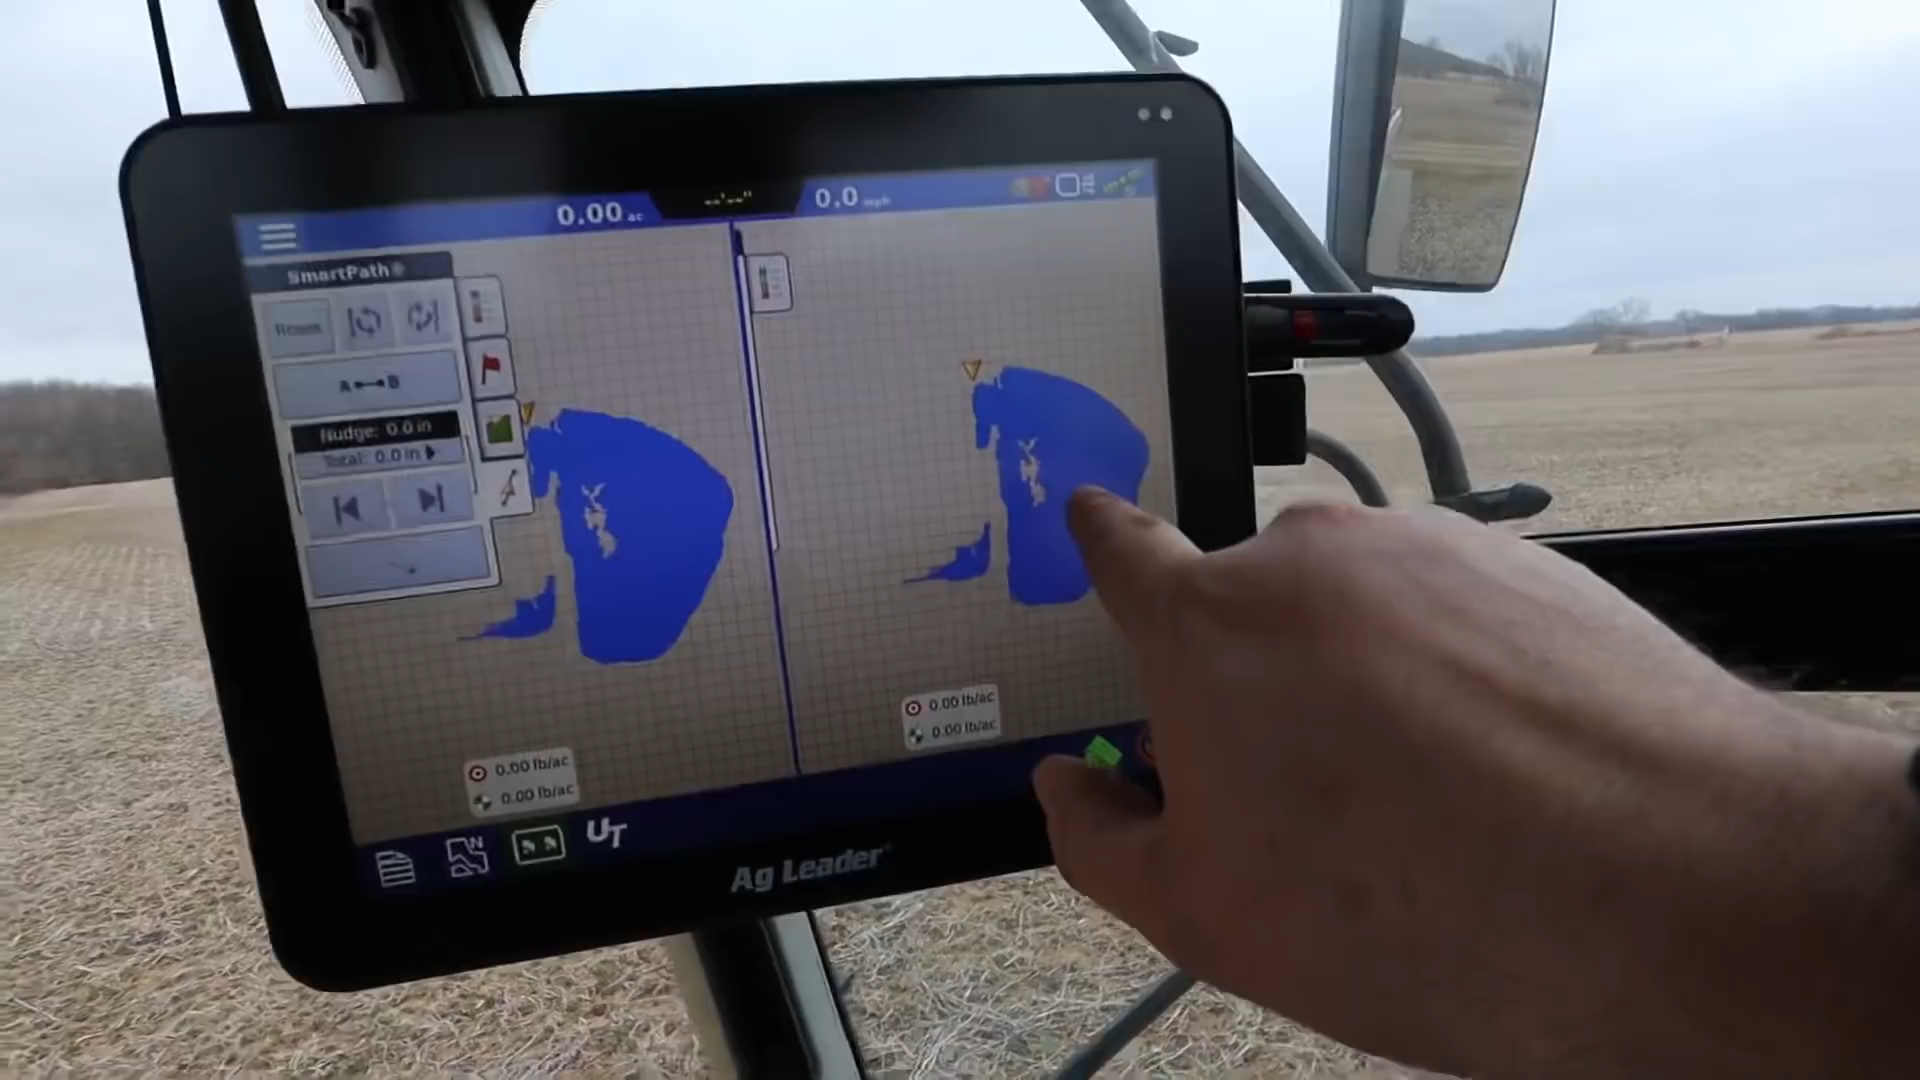 0.00 ac
0.0 mph
SmartPath®
A B
Nudge: 0.0 in
Total: 0.0 in
0.00 lb/ac
0.00 lb/ac
0.00 lb/ac
0.00 lb/ac
N
UT
Ag Leader®